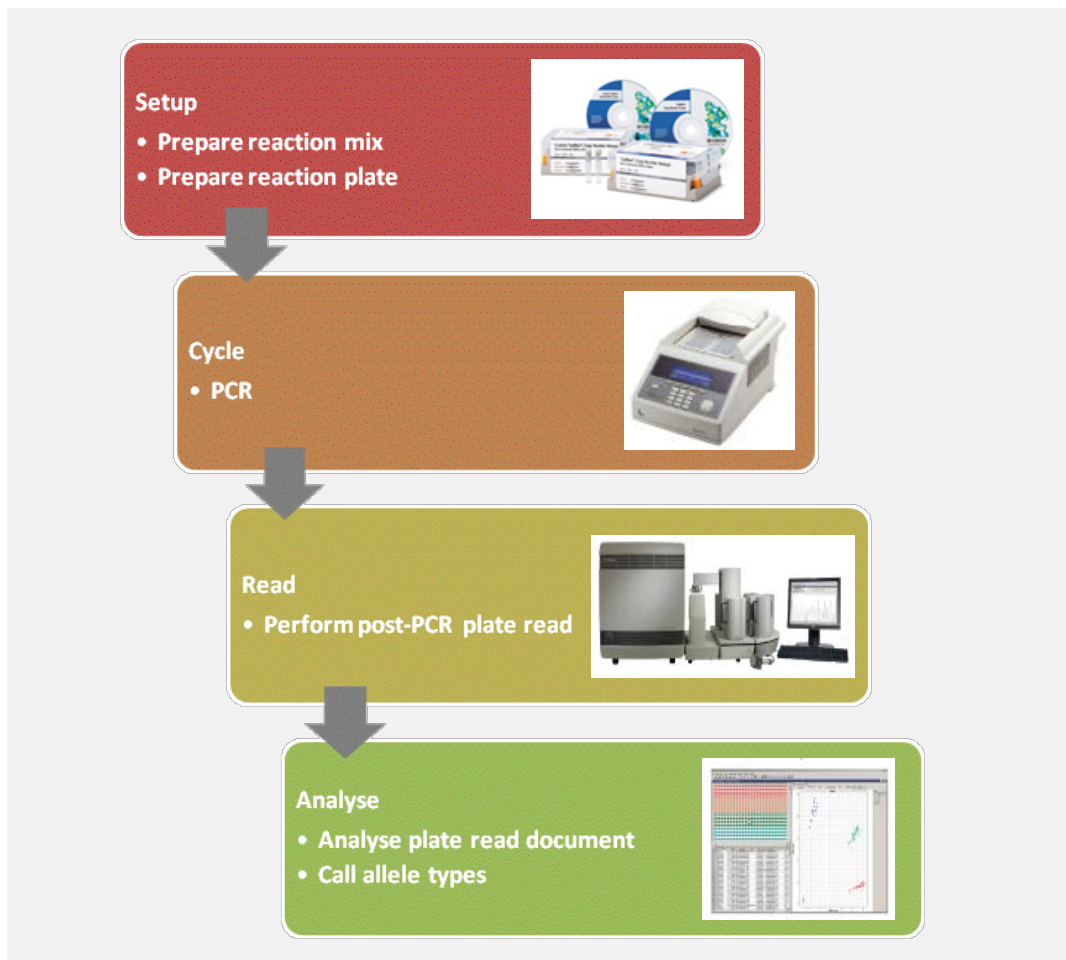 Setup
• Prepare reaction mix
• Prepare reaction plate
Cycle
• PCR
Read
• Perform post-PCR plate read
Analyse
• Analyse plate read document
• Call allele types